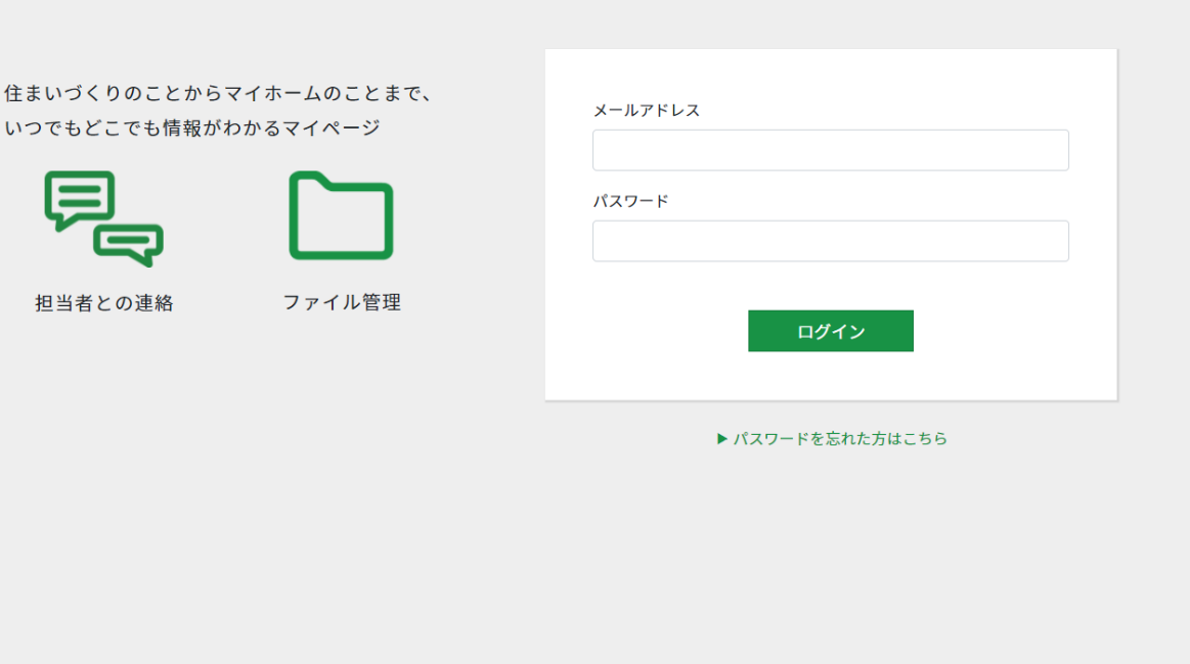 住まいづくりのことからマイホームのことまで、
いつでもどこでも情報がわかるマイページ
担当者との連絡
ファイル管理
メールアドレス
パスワード
ログイン
▶ パスワードを忘れた方はこちら